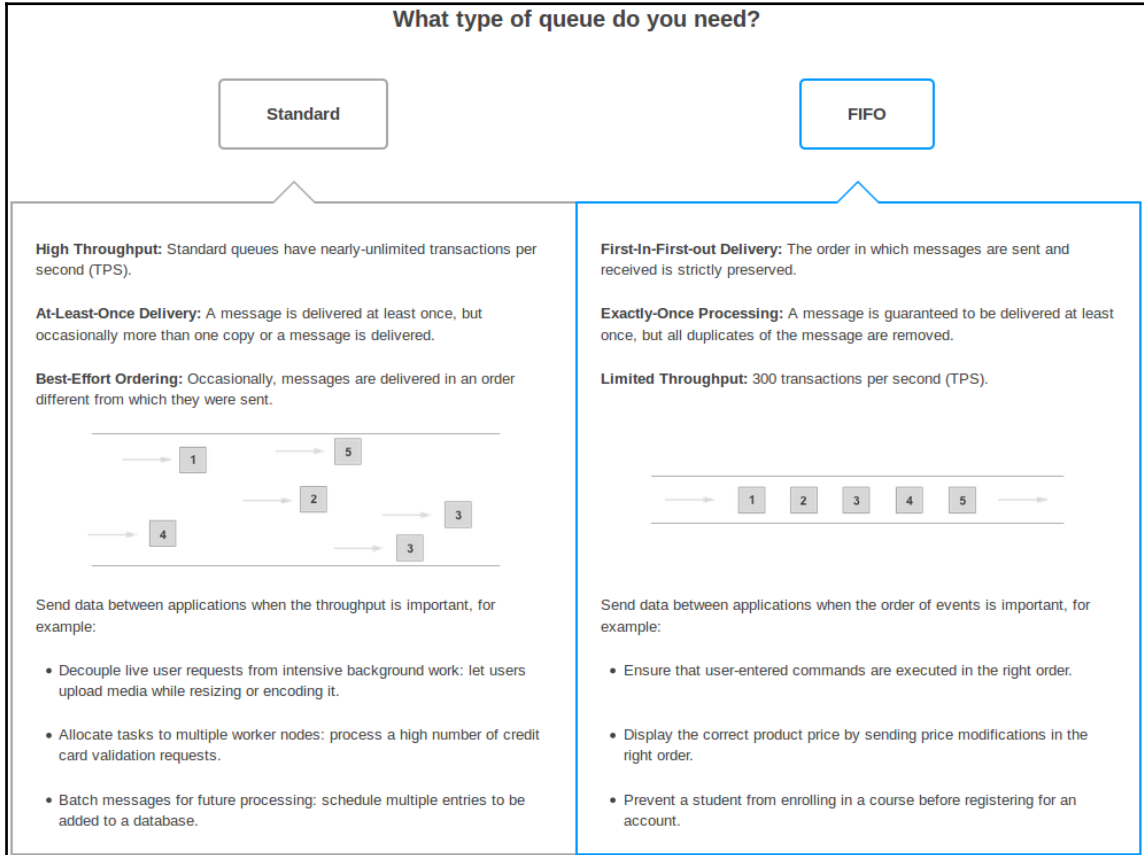 What type of queue do you need?
Standard
High Throughput: Standard queues have nearly-unlimited transactions per
second (TPS).
At-Least-Once Delivery: A message is delivered at least once, but
occasionally more than one copy or a message is delivered.
Best-Effort Ordering: Occasionally, messages are delivered in an order
different from which they were sent.
1
5
2
3
4
3
Send data between applications when the throughput is important, for
example:
• Decouple live user requests from intensive background work: let users
upload media while resizing or encoding it.
• Allocate tasks to multiple worker nodes: process a high number of credit
card validation requests.
• Batch messages for future processing: schedule multiple entries to be
added to a database.
FIFO
First-In-First-out Delivery: The order in which messages are sent and
received is strictly preserved.
Exactly-Once Processing: A message is guaranteed to be delivered at least
once, but all duplicates of the message are removed.
Limited Throughput: 300 transactions per second (TPS).
1 2 3 4 5
Send data between applications when the order of events is important, for
example:
• Ensure that user-entered commands are executed in the right order.
• Display the correct product price by sending price modifications in the
right order.
• Prevent a student from enrolling in a course before registering for an
account.